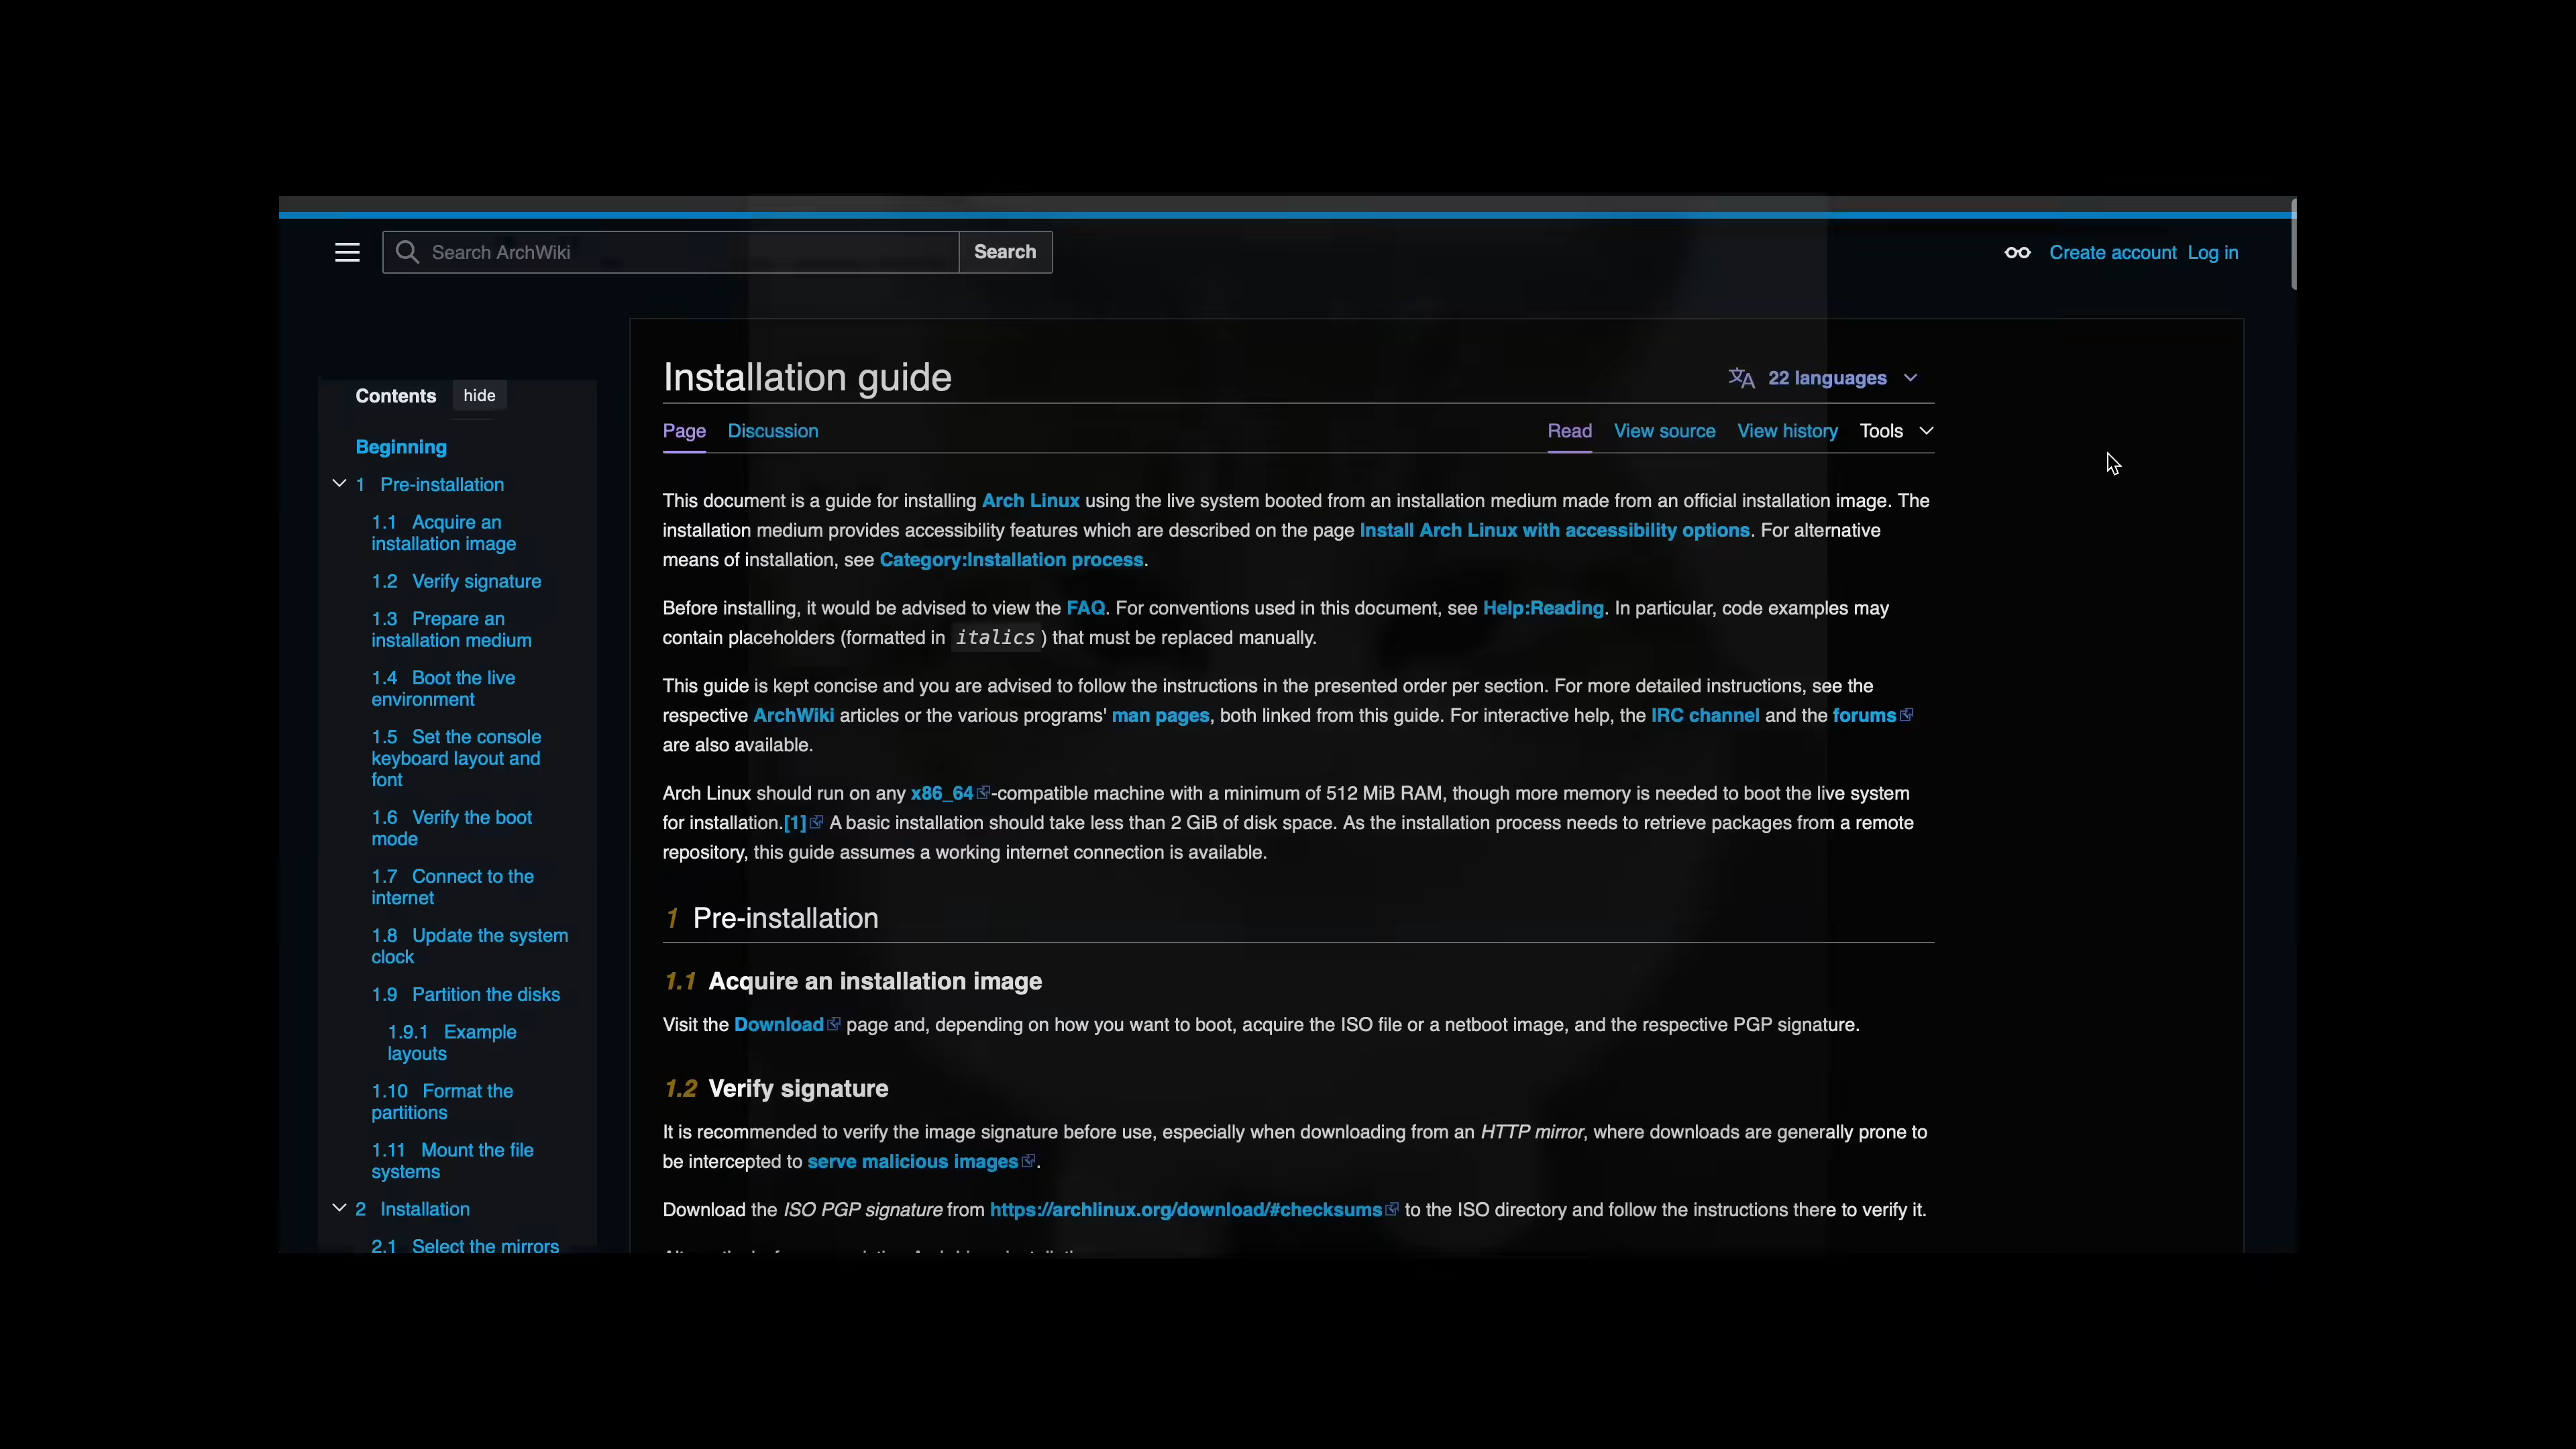 Search ArchWiki
Search
Create account Log in
Contents hide
Beginning
1 Pre-installation
1.1 Acquire an
installation image
1.2 Verify signature
1.3 Prepare an
installation medium
1.4 Boot the live
environment
1.5 Set the console
keyboard layout and
font
1.6 Verify the boot
mode
1.7 Connect to the
internet
1.8 Update the system
clock
1.9 Partition the disks
1.9.1 Example
layouts
1.10 Format the
partitions
1.11 Mount the file
systems
2 Installation
2.1 Select the mirrors
Installation guide
22 languages
Page Discussion
Read View source View history Tools
This document is a guide for installing Arch Linux using the live system booted from an installation medium made from an official installation image. The
installation medium provides accessibility features which are described on the page Install Arch Linux with accessibility options. For alternative
means of installation, see Category:Installation process.
Before installing, it would be advised to view the FAQ. For conventions used in this document, see Help:Reading. In particular, code examples may
contain placeholders (formatted in italics ) that must be replaced manually.
This guide is kept concise and you are advised to follow the instructions in the presented order per section. For more detailed instructions, see the
respective ArchWiki articles or the various programs' man pages, both linked from this guide. For interactive help, the IRC channel and the forums
are also available.
Arch Linux should run on any x86_64-compatible machine with a minimum of 512 MiB RAM, though more memory is needed to boot the live system
for installation.[1] A basic installation should take less than 2 GiB of disk space. As the installation process needs to retrieve packages from a remote
repository, this guide assumes a working internet connection is available.
1 Pre-installation
1.1 Acquire an installation image
Visit the Download page and, depending on how you want to boot, acquire the ISO file or a netboot image, and the respective PGP signature.
1.2 Verify signature
It is recommended to verify the image signature before use, especially when downloading from an HTTP mirror, where downloads are generally prone to
be intercepted to serve malicious images.
Download the ISO PGP signature from https://archlinux.org/download/#checksums to the ISO directory and follow the instructions there to verify it.